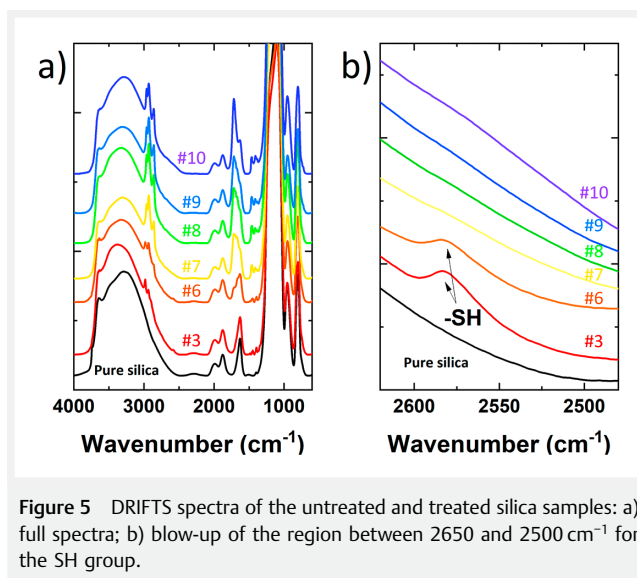 a)
b)
#10
#9
#8
#7
#6
#3
Pure silica
4000 3000 2000 1000
Wavenumber (cm⁻¹)
#10
#9
#8
#7
#6
-SH
#3
Pure silica
2600 2550 2500
Wavenumber (cm⁻¹)
Figure 5 DRIFTS spectra of the untreated and treated silica samples: a)
full spectra; b) blow-up of the region between 2650 and 2500 cm⁻¹ for
the SH group.